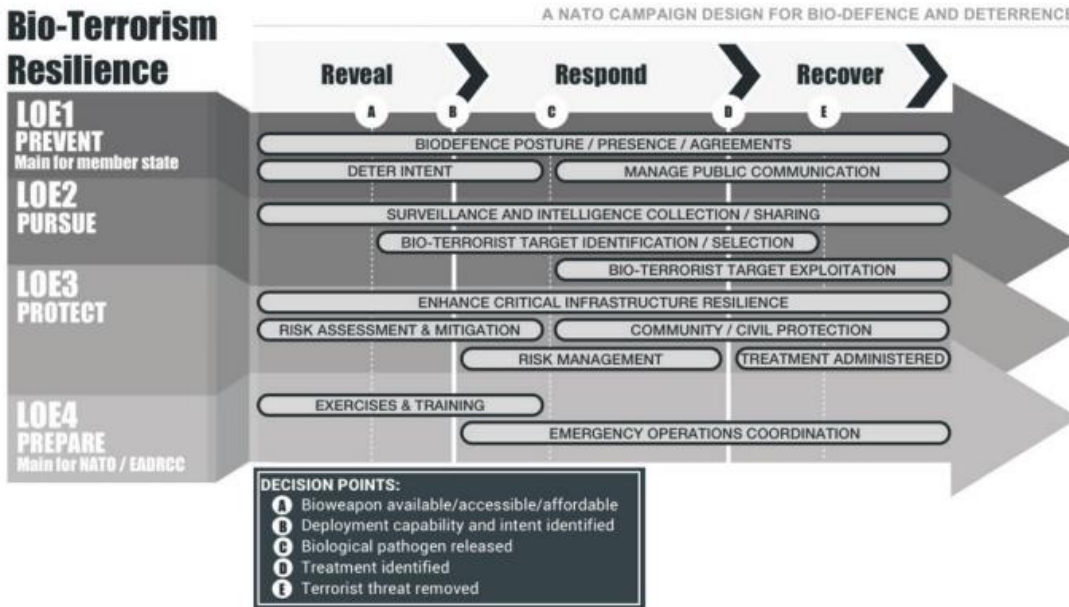 A NATO CAMPAIGN DESIGN FOR BIO-DEFENCE AND DETERRENCE
Bio-Terrorism
Resilience
Reveal
Respond
Recover
A
B
C
D
E
LOE1
PREVENT
Main for member state
BIODEFENCE POSTURE / PRESENCE / AGREEMENTS
DETER INTENT
MANAGE PUBLIC COMMUNICATION
LOE2
PURSUE
SURVEILLANCE AND INTELLIGENCE COLLECTION / SHARING
BIO-TERRORIST TARGET IDENTIFICATION / SELECTION
BIO-TERRORIST TARGET EXPLOITATION
LOE3
PROTECT
ENHANCE CRITICAL INFRASTRUCTURE RESILIENCE
RISK ASSESSMENT & MITIGATION
COMMUNITY / CIVIL PROTECTION
RISK MANAGEMENT
TREATMENT ADMINISTERED
LOE4
PREPARE
Main for NATO / EADRCC
EXERCISES & TRAINING
EMERGENCY OPERATIONS COORDINATION
DECISION POINTS:
A Bioweapon available/accessible/affordable
B Deployment capability and intent identified
C Biological pathogen released
D Treatment identified
E Terrorist threat removed